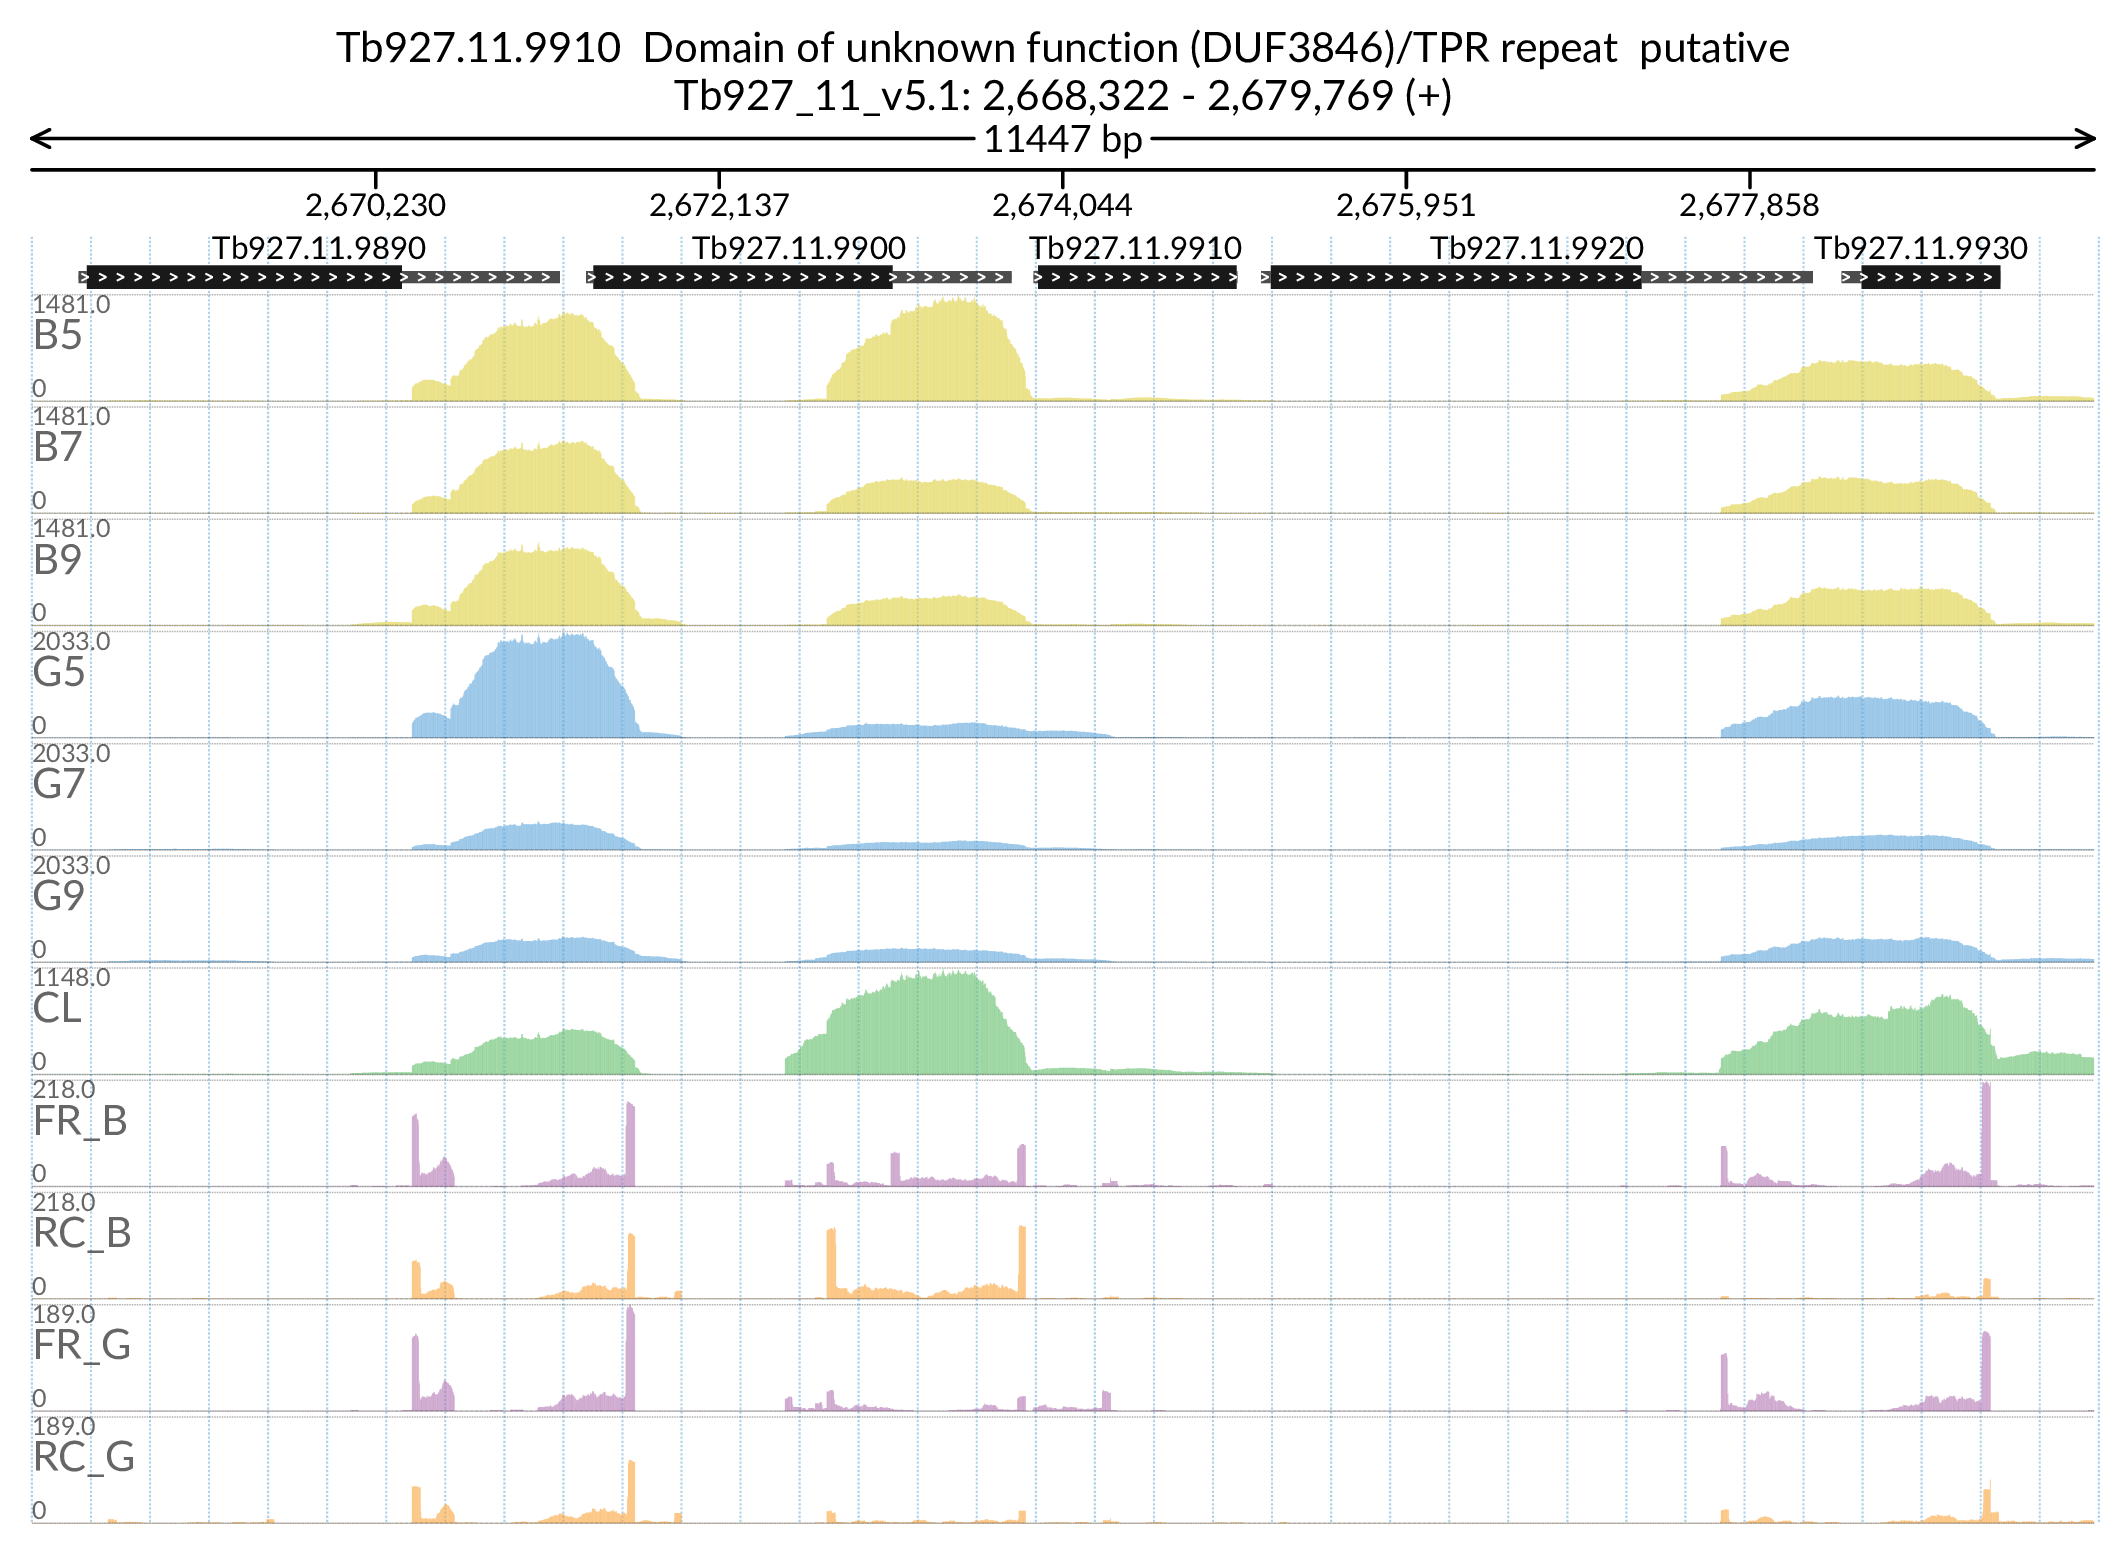 Tb927.11.9910  Domain of unknown function (DUF3846)/TPR repeat  putative
Tb927_11_v5.1: 2,668,322 - 2,679,769 (+)
11447 bp
2,670,230 2,672,137 2,674,044 2,675,951 2,677,858
Tb927.11.9890 Tb927.11.9900 Tb927.11.9910 Tb927.11.9920 Tb927.11.9930
1481.0
B5
0
1481.0
B7
0
1481.0
B9
0
2033.0
G5
0
2033.0
G7
0
2033.0
G9
0
1148.0
CL
0
218.0
FR_B
0
218.0
RC_B
0
189.0
FR_G
0
189.0
RC_G
0